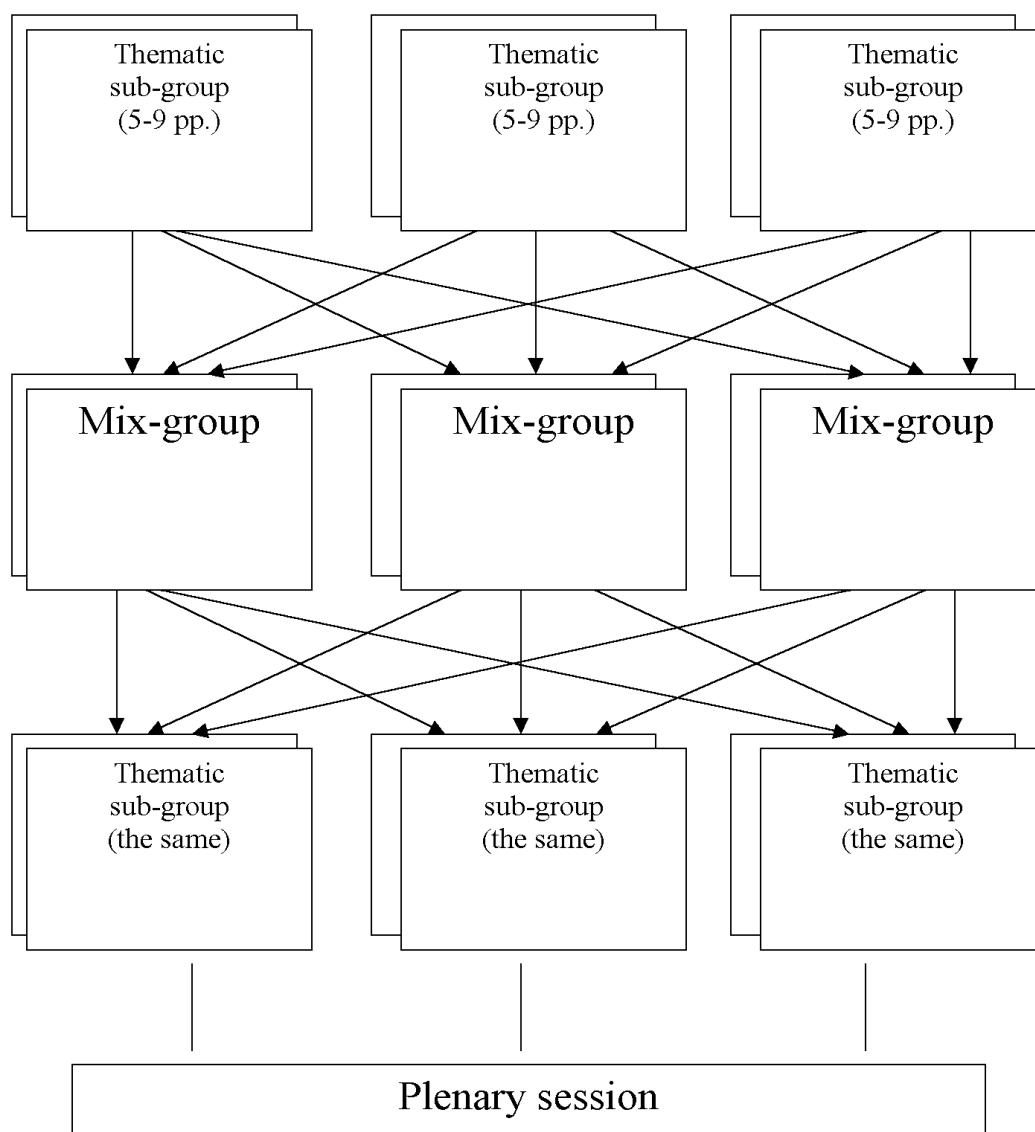 Thematic
sub-group
(5-9 pp.)
Thematic
sub-group
(5-9 pp.)
Thematic
sub-group
(5-9 pp.)
Mix-group
Mix-group
Mix-group
Thematic
sub-group
(the same)
Thematic
sub-group
(the same)
Thematic
sub-group
(the same)
Plenary session